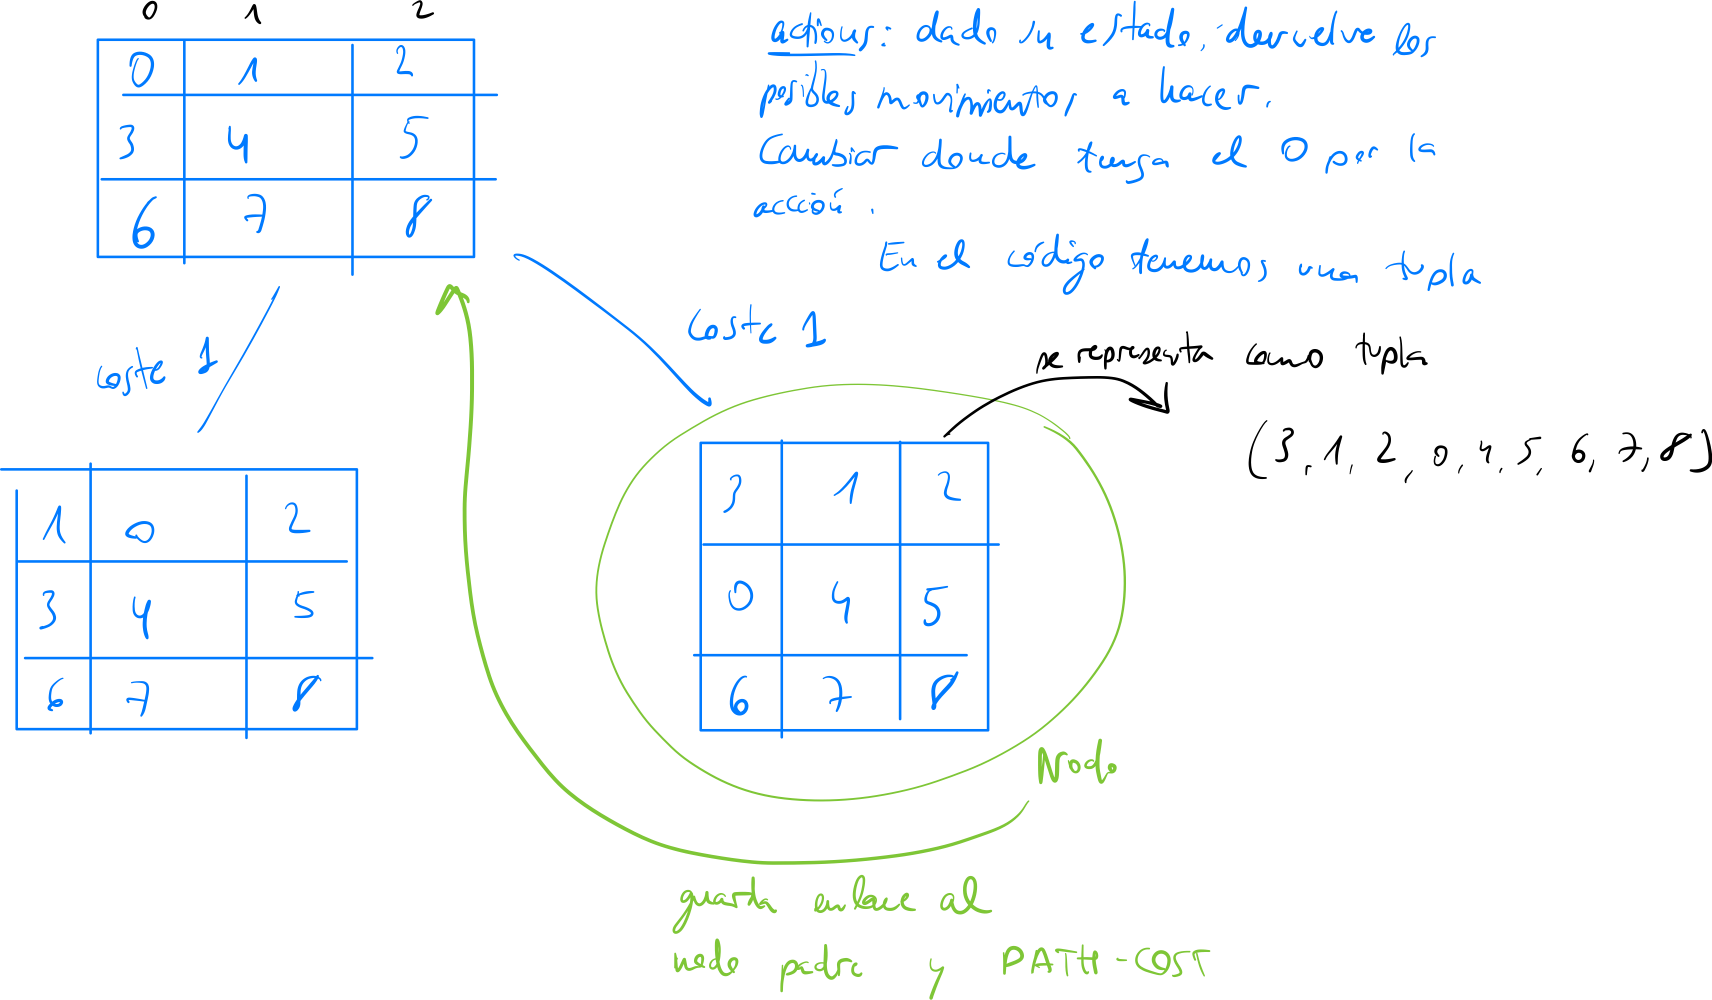 0 1 2
0 1 2
3 4 5
6 7 8
actions: dado un estado, devuelve los
posibles movimientos a hacer.
Cambiar donde tenga el 0 por la
accción.
En el código tenemos una tupla
coste 1
coste 1
se representa como tupla
(3, 1, 2, 0, 4, 5, 6, 7, 8)
1 0 2
3 4 5
6 7 8
3 1 2
0 4 5
6 7 8
Nodo
guarda enlace al
nodo padre y PATH-COST